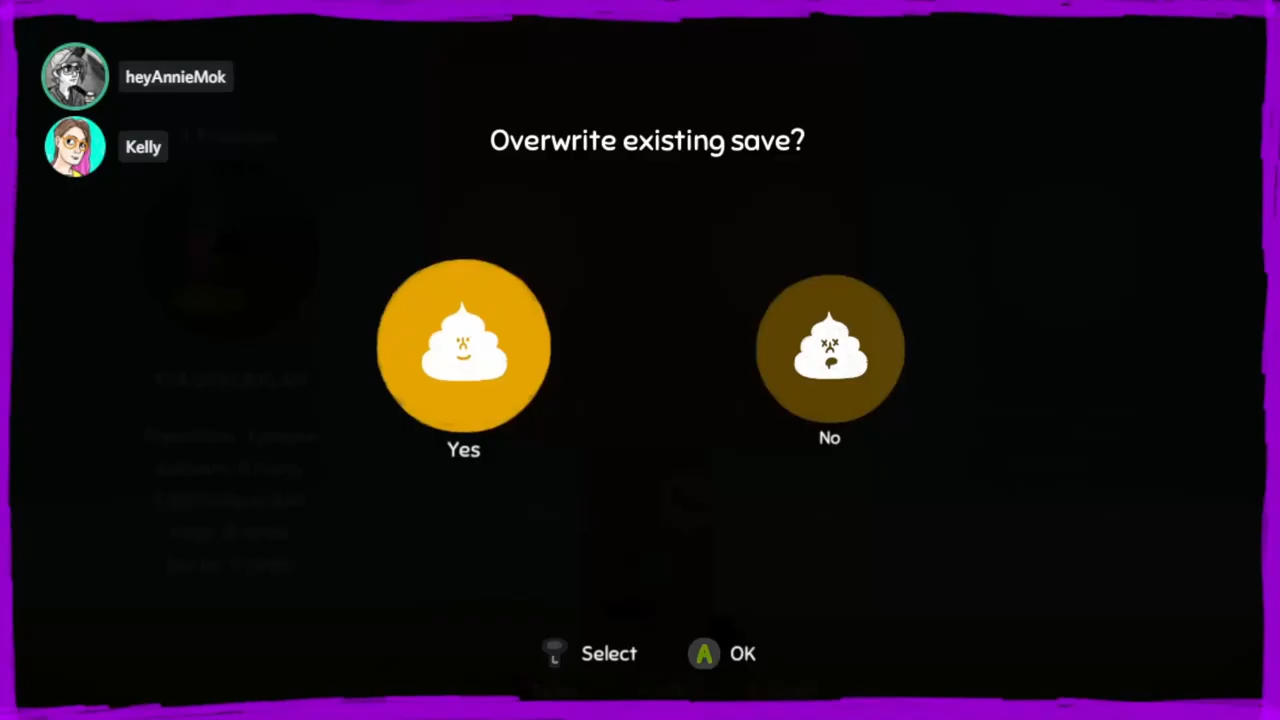 heyAnnieMok
Kelly
Overwrite existing save?
Yes
No
L Select A OK